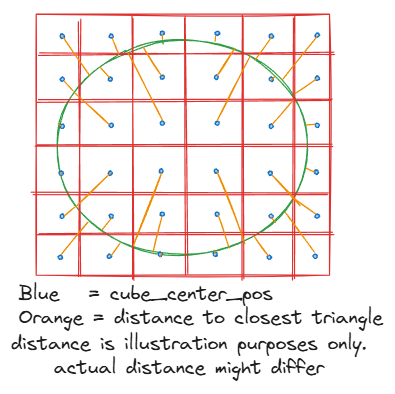 Blue = cube_center_pos
Orange = distance to closest triangle
distance is illustration purposes only.
actual distance might differ